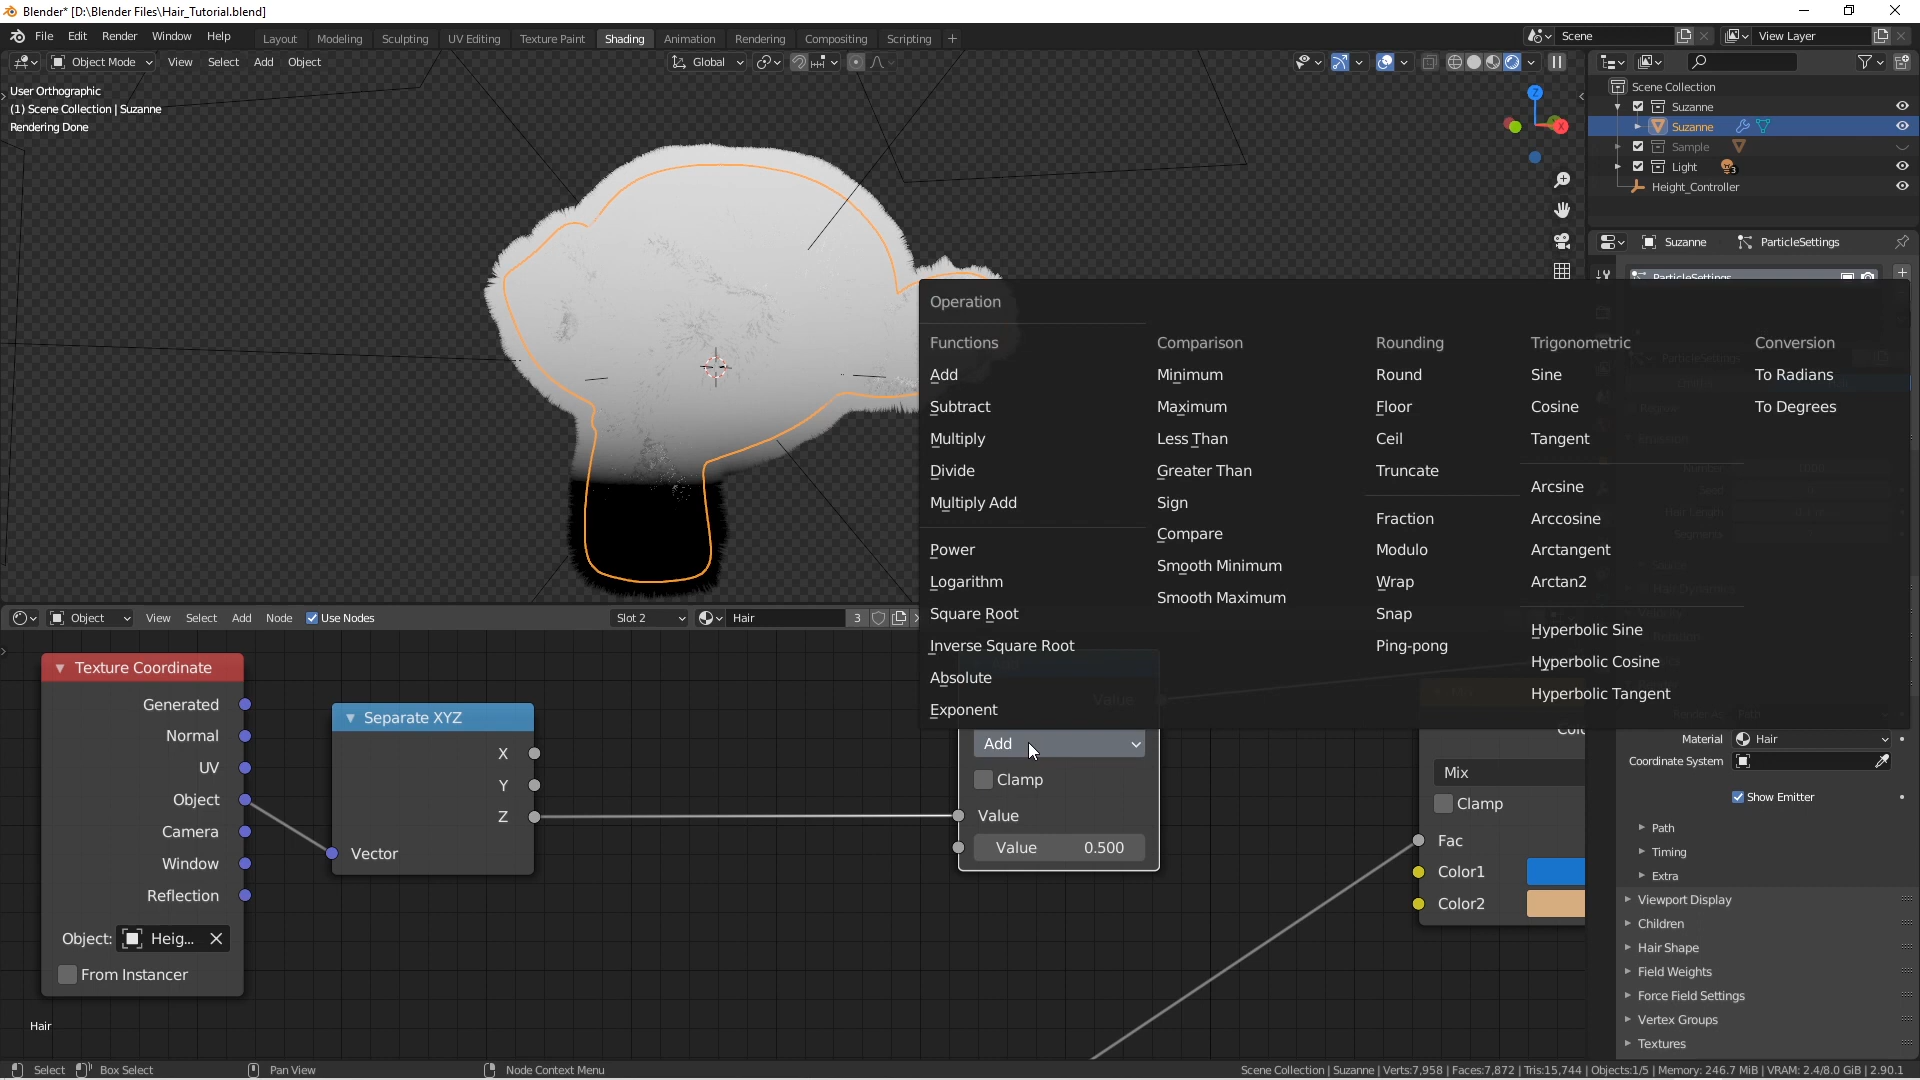 Blender* [D:\Blender Files\Hair_Tutorial.blend]
File Edit Render Window Help
Layout Modeling Sculpting UV Editing Texture Paint Shading Animation Rendering Compositing Scripting +
Scene
View Layer
Object Mode View Select Add Object
Global
User Orthographic
(1) Scene Collection | Suzanne
Rendering Done
Z
X
Scene Collection
Suzanne
Suzanne
Sample
Light 3
Height_Controller
Suzanne ParticleSettings
ParticleSettings
Operation
Functions
Add
Subtract
Multiply
Divide
Multiply Add
Power
Logarithm
Square Root
Inverse Square Root
Absolute
Exponent
Comparison
Minimum
Maximum
Less Than
Greater Than
Sign
Compare
Smooth Minimum
Smooth Maximum
Rounding
Round
Floor
Ceil
Truncate
Fraction
Modulo
Wrap
Snap
Ping-pong
Trigonometric
Sine
Cosine
Tangent
Arcsine
Arccosine
Arctangent
Arctan2
Hyperbolic Sine
Hyperbolic Cosine
Hyperbolic Tangent
Conversion
To Radians
To Degrees
Object View Select Add Node Use Nodes Slot 2 Hair 3
Texture Coordinate
Generated
Normal
UV
Object
Camera
Window
Reflection
Object: Heig...
From Instancer
Separate XYZ
X
Y
Z
Vector
Value
Add
Clamp
Value
Value 0.500
Mix
Clamp
Fac
Color1
Color2
Material Hair
Coordinate System
Show Emitter
Path
Timing
Extra
Viewport Display
Children
Hair Shape
Field Weights
Force Field Settings
Vertex Groups
Textures
Hair
Select Box Select Pan View Node Context Menu
Scene Collection | Suzanne | Verts:7,958 | Faces:7,872 | Tris:15,744 | Objects:1/5 | Memory: 246.7 MiB | VRAM: 2.4/8.0 GiB | 2.90.1